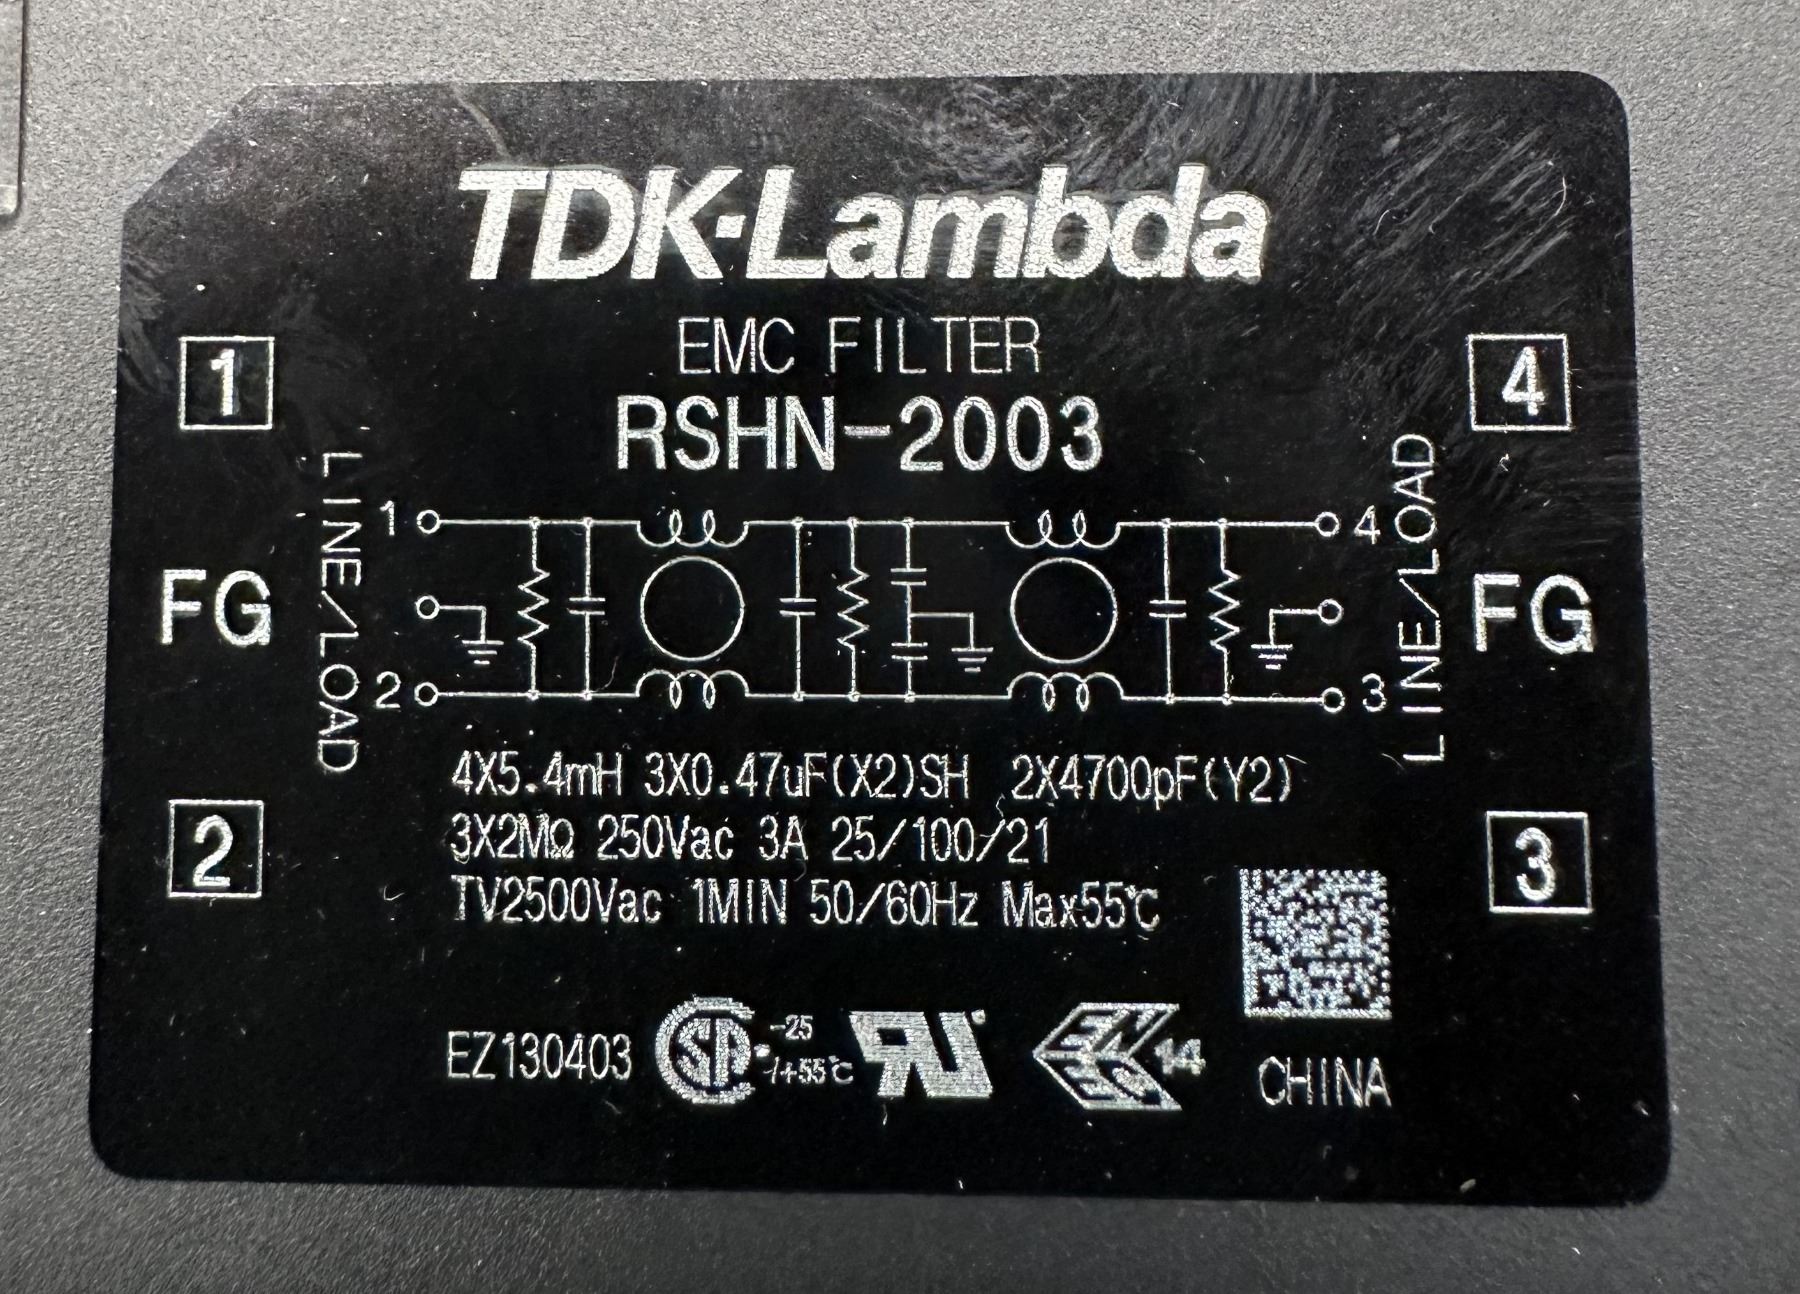 TDK·Lambda
EMC FILTER
RSHN-2003
1
4
LINE/LOAD
1
4
LINE/LOAD
FG
FG
2
3
4X5.4mH 3X0.47uF(X2)SH 2X4700pF(Y2)
3X2MΩ 250Vac 3A 25/100/21
TV2500Vac 1MIN 50/60Hz Max55℃
2
3
EZ130403
-25
/+55℃
14
CHINA